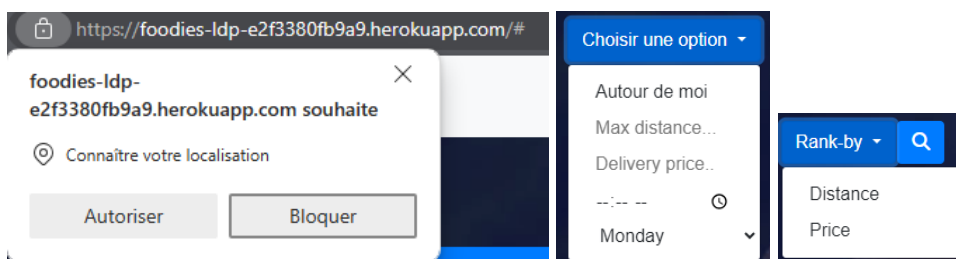 https://foodies-ldp-e2f3380fb9a9.herokuapp.com/#
foodies-ldp-
e2f3380fb9a9.herokuapp.com souhaite
Connaître votre localisation
Autoriser
Bloquer
Choisir une option
Autour de moi
Max distance...
Delivery price..
--:-- --
Monday
Rank-by
Distance
Price